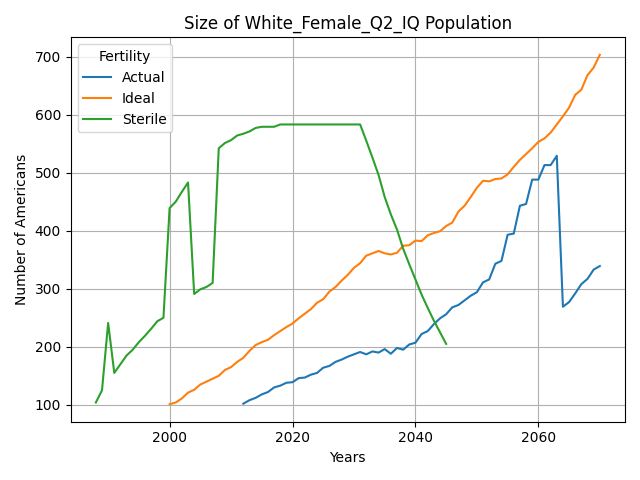 Size of White_Female_Q2_IQ Population
Fertility
Actual
Ideal
Sterile
Number of Americans
700
600
500
400
300
200
100
2000 2020 2040 2060
Years